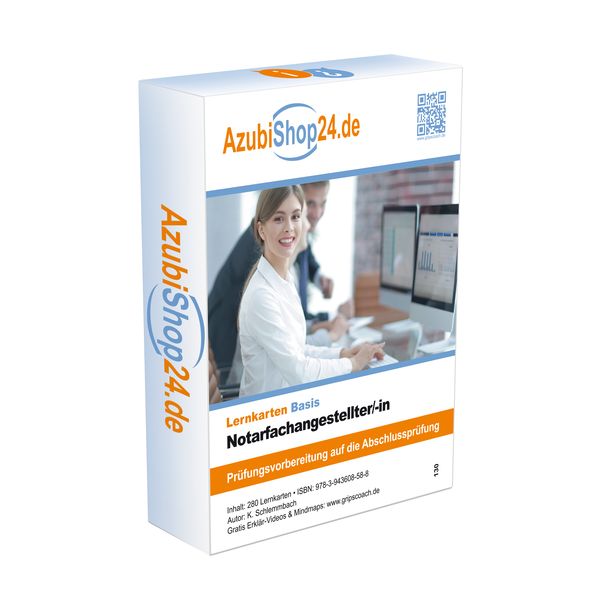 AzubiShop24.de
www.gripscoach.de
AzubiShop24.de
Lernkarten Basis
Notarfachangestellter/-in
Prüfungsvorbereitung auf die Abschlussprüfung
Inhalt: 280 Lernkarten • ISBN: 978-3-943608-58-8
Autor: K. Schlemmbach
Gratis Erklär-Videos & Mindmaps: www.gripscoach.de
130